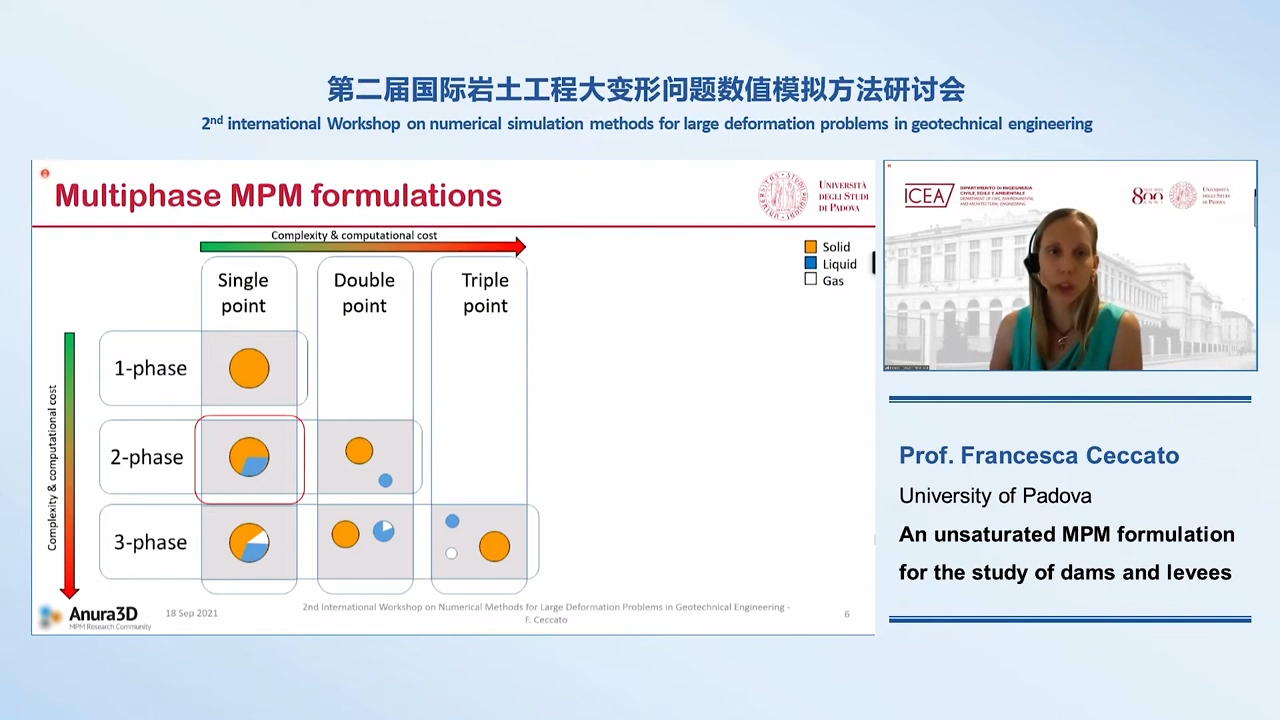 第二届国际岩土工程大变形问题数值模拟方法研讨会
2nd international Workshop on numerical simulation methods for large deformation problems in geotechnical engineering
Multiphase MPM formulations
UNIVERSITÀ
DEGLI STUDI
DI PADOVA
Complexity & computational cost
Solid
Liquid
Gas
Single
point
Double
point
Triple
point
1-phase
2-phase
3-phase
Complexity & computational cost
Anura3D
MPM Research Community
18 Sep 2021
2nd International Workshop on Numerical Methods for Large Deformation Problems in Geotechnical Engineering -
F. Ceccato
6
ICEA
DIPARTIMENTO DI INGEGNERIA
CIVILE, EDILE E AMBIENTALE
DEPARTMENT OF CIVIL, ENVIRONMENTAL
AND ARCHITECTURAL ENGINEERING
800
UNIVERSITÀ
DEGLI STUDI
DI PADOVA
Prof. Francesca Ceccato
University of Padova
An unsaturated MPM formulation
for the study of dams and levees